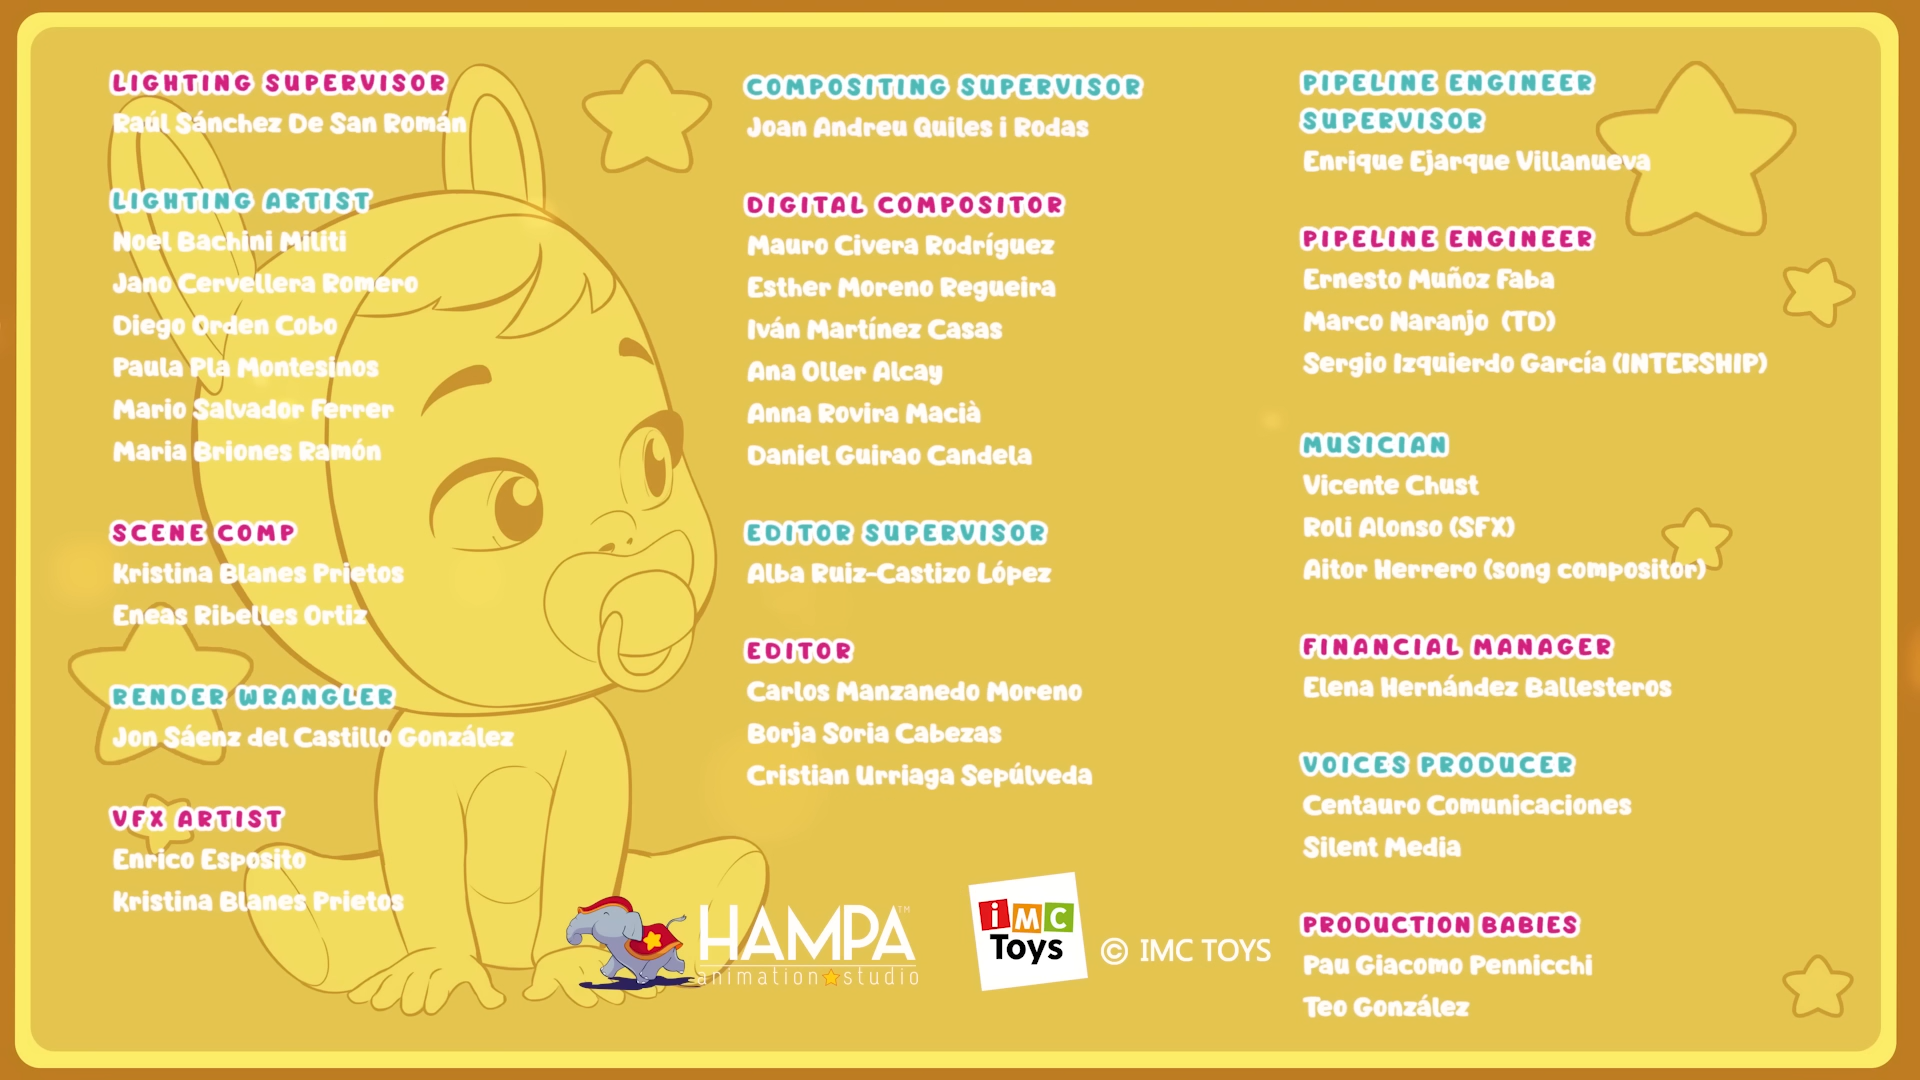 LIGHTING SUPERVISOR
Raúl Sánchez De San Román
LIGHTING ARTIST
Noel Bachini Militi
Jano Cervellera Romero
Diego Orden Cobo
Paula Pla Montesinos
Mario Salvador Ferrer
Maria Briones Ramón
SCENE COMP
Kristina Blanes Prietos
Eneas Ribelles Ortiz
RENDER WRANGLER
Jon Sáenz del Castillo González
VFX ARTIST
Enrico Esposito
Kristina Blanes Prietos
COMPOSITING SUPERVISOR
Joan Andreu Quiles i Rodas
DIGITAL COMPOSITOR
Mauro Civera Rodríguez
Esther Moreno Regueira
Iván Martínez Casas
Ana Oller Alcay
Anna Rovira Macià
Daniel Guirao Candela
EDITOR SUPERVISOR
Alba Ruiz-Castizo López
EDITOR
Carlos Manzanedo Moreno
Borja Soria Cabezas
Cristian Urriaga Sepúlveda
HAMPA™
animation studio
iMC
Toys
© IMC TOYS
PIPELINE ENGINEER
SUPERVISOR
Enrique Ejarque Villanueva
PIPELINE ENGINEER
Ernesto Muñoz Faba
Marco Naranjo (TD)
Sergio Izquierdo García (INTERSHIP)
MUSICIAN
Vicente Chust
Roli Alonso (SFX)
Aitor Herrero (song compositor)
FINANCIAL MANAGER
Elena Hernández Ballesteros
VOICES PRODUCER
Centauro Comunicaciones
Silent Media
PRODUCTION BABIES
Pau Giacomo Pennicchi
Teo González